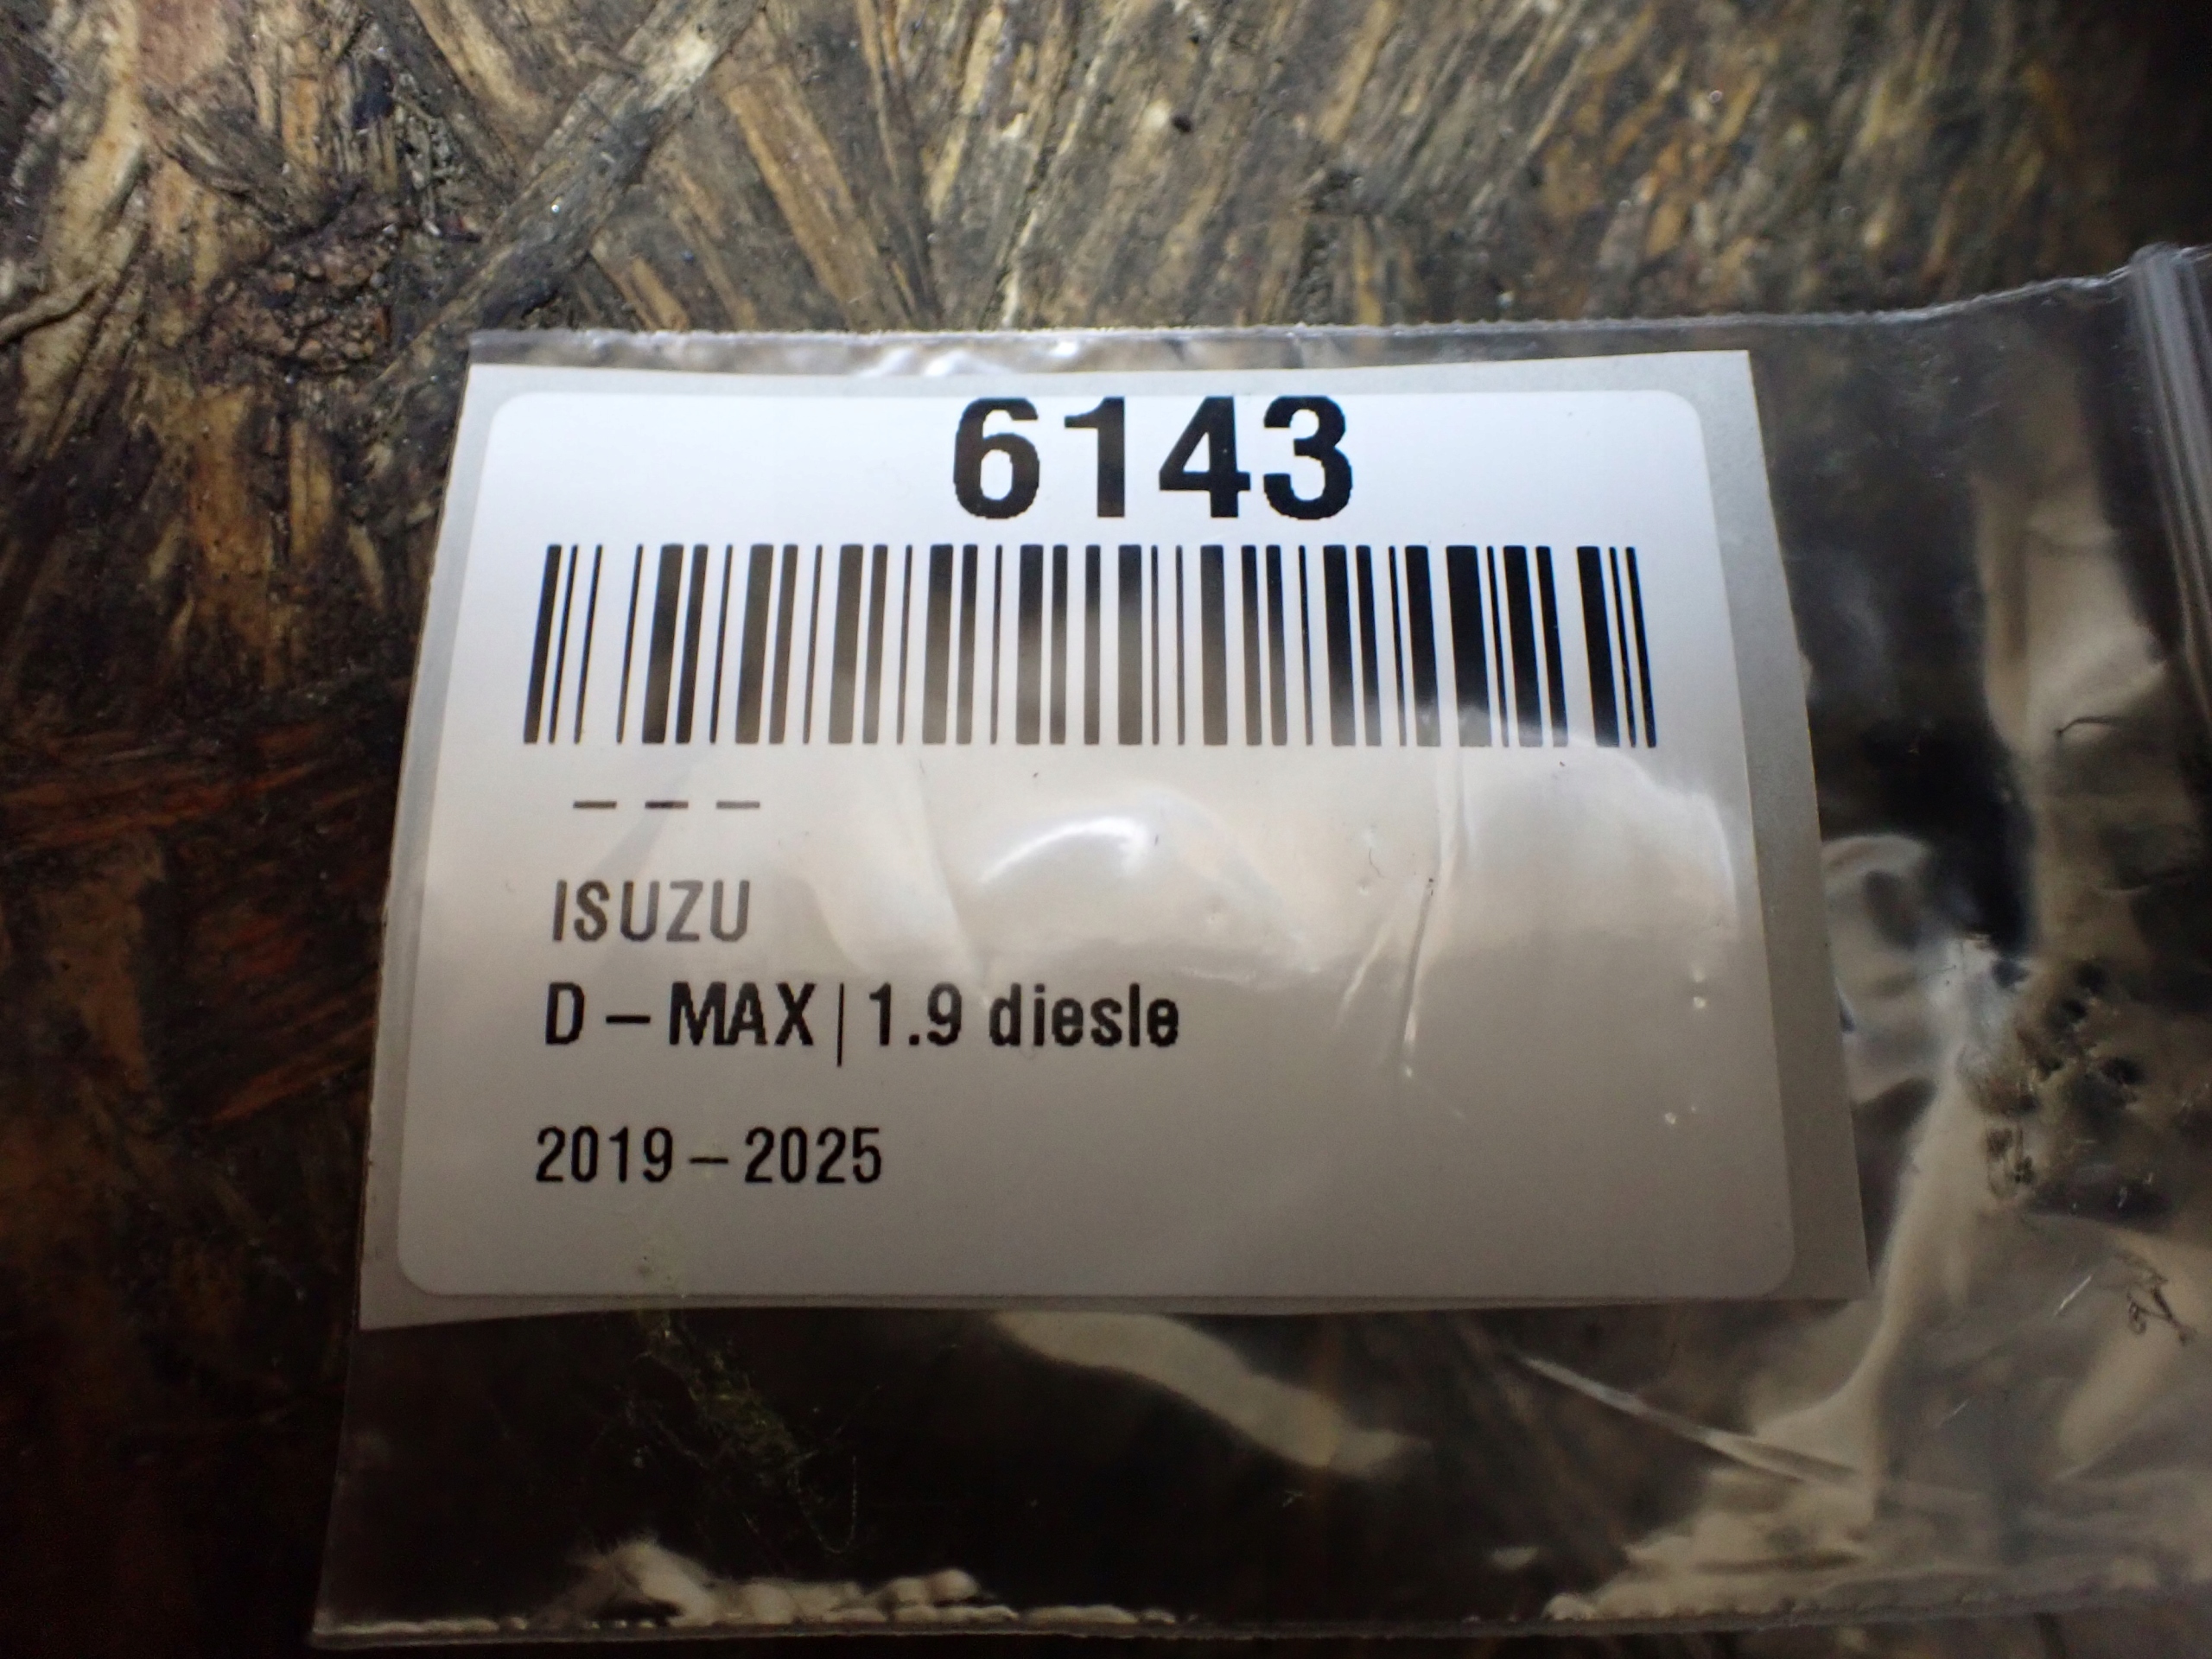 6143
– – –
ISUZU
D – MAX | 1.9 diesle
2019 – 2025